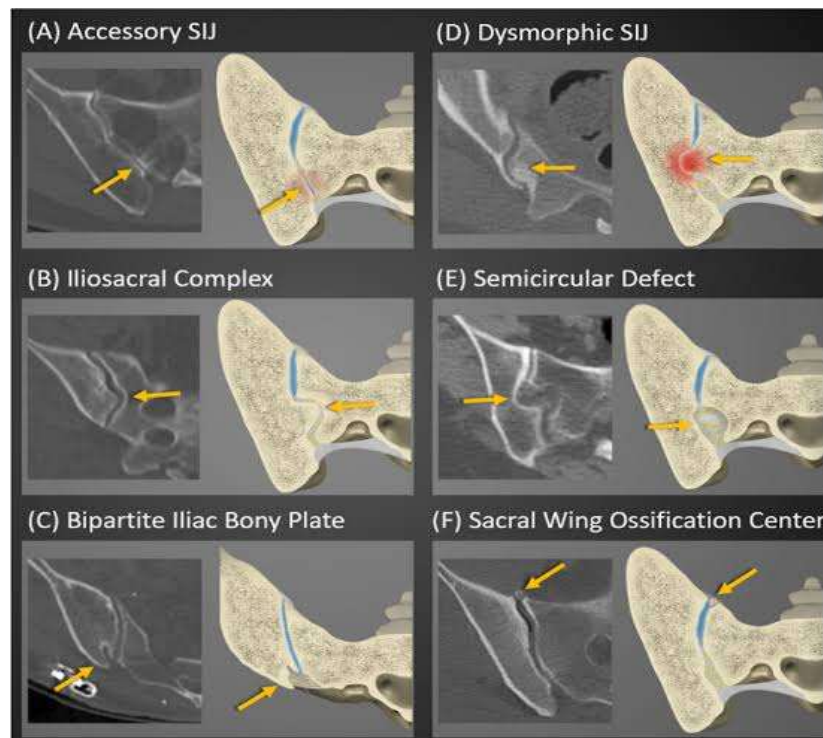 (A) Accessory SIJ
(D) Dysmorphic SIJ
(B) Iliosacral Complex
(E) Semicircular Defect
(C) Bipartite Iliac Bony Plate
(F) Sacral Wing Ossification Center